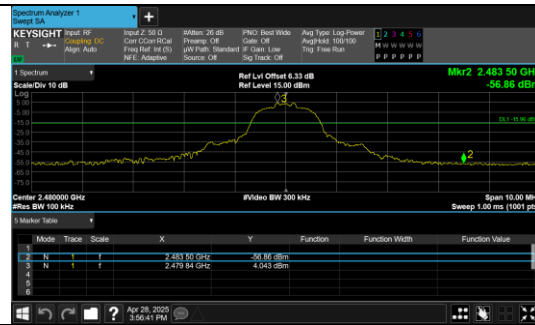 Spectrum Analyzer 1
Swept SA
+
KEYSIGHT Input: RF Input Z: 50 Ω #Atten: 26 dB PNO: Best Wide Avg Type: Log-Power 1 2 3 4 5 6
R T Coupling: DC Corr CCorr RCal Preamp: Off Gate: Off Avg|Hold: 100/100 M W W W W W
Align: Auto Freq Ref: Int (S) µW Path: Standard IF Gain: Low Trig: Free Run P P P P P P
NFE: Adaptive Source: Off Sig Track: Off
1 Spectrum Ref Lvl Offset 6.33 dB Mkr2 2.483 50 GH
Scale/Div 10 dB Ref Level 15.00 dBm -56.86 dBr
Log
5.00
-5.00
-15.0
-25.0
-35.0
-45.0
-55.0
-65.0
-75.0
3
DL1 -15.96 dB
2
Center 2.480000 GHz #Video BW 300 kHz Span 10.00 MH
#Res BW 100 kHz Sweep 1.00 ms (1001 pts
5 Marker Table
Mode Trace Scale X Y Function Function Width Function Value
1
2 N 1 f 2.483 50 GHz -56.86 dBm
3 N 1 f 2.479 84 GHz 4.043 dBm
4
5
6
? Apr 28, 2025
3:56:41 PM